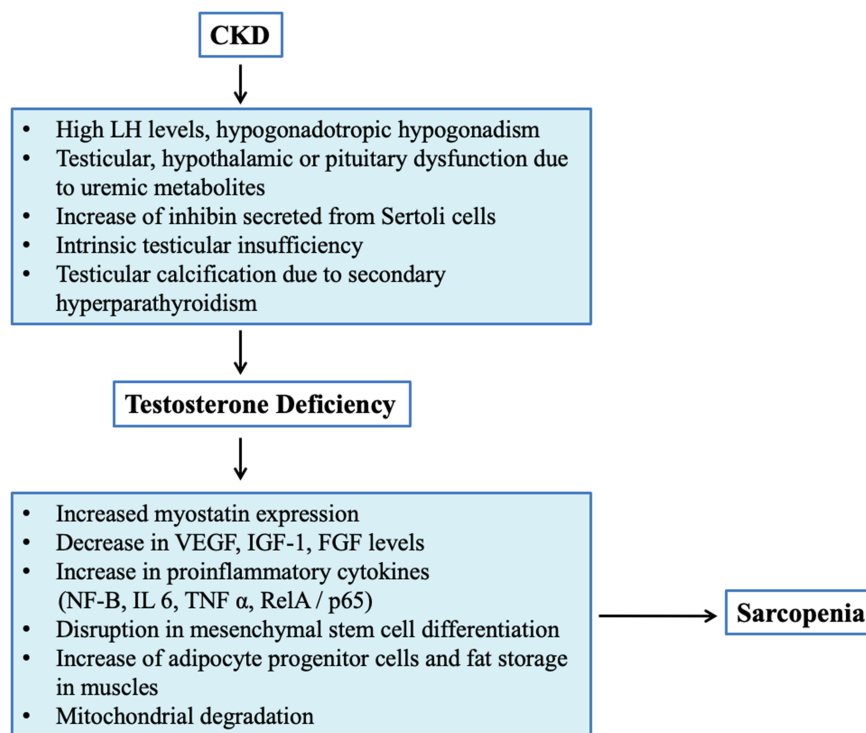 CKD
• High LH levels, hypogonadotropic hypogonadism
• Testicular, hypothalamic or pituitary dysfunction due
to uremic metabolites
• Increase of inhibin secreted from Sertoli cells
• Intrinsic testicular insufficiency
• Testicular calcification due to secondary
hyperparathyroidism
Testosterone Deficiency
• Increased myostatin expression
• Decrease in VEGF, IGF-1, FGF levels
• Increase in proinflammatory cytokines
(NF-B, IL 6, TNF α, RelA / p65)
• Disruption in mesenchymal stem cell differentiation
• Increase of adipocyte progenitor cells and fat storage
in muscles
• Mitochondrial degradation
Sarcopenia